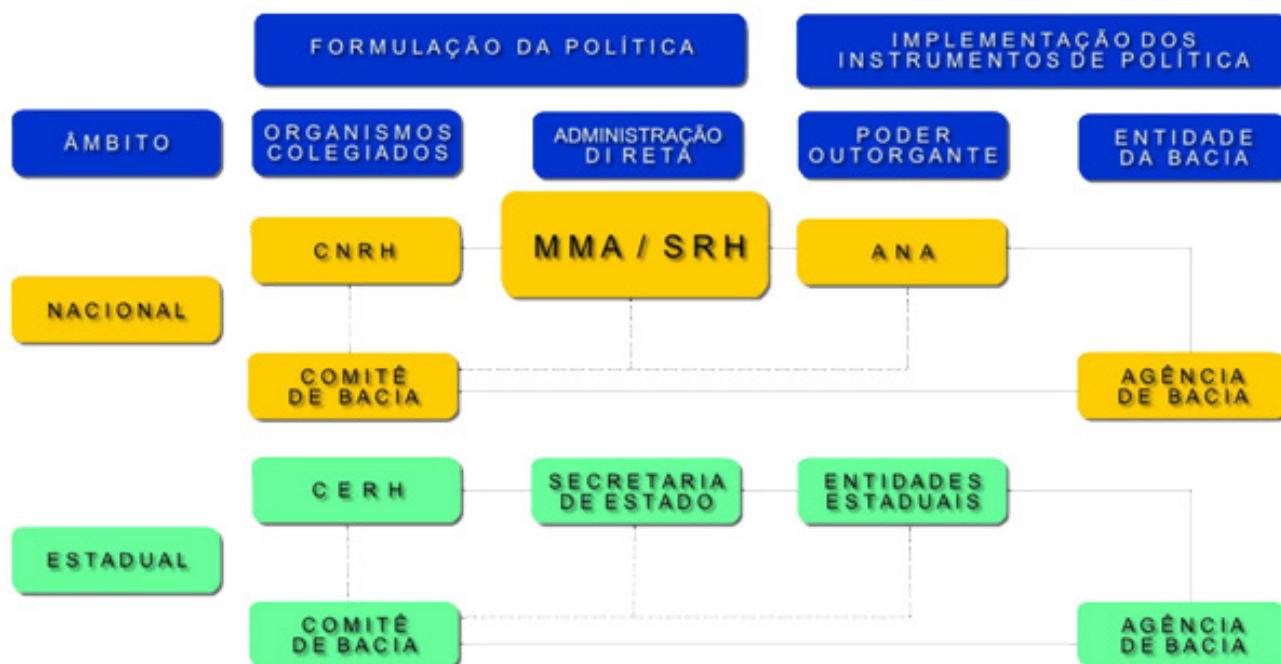 FORMULAÇÃO DA POLÍTICA
IMPLEMENTAÇÃO DOS
INSTRUMENTOS DE POLÍTICA
ÂMBITO
ORGANISMOS
COLEGIADOS
ADMINISTRAÇÃO
DIRETA
PODER
OUTORGANTE
ENTIDADE
DA BACIA
NACIONAL
CNRH
MMA / SRH
ANA
COMITÊ
DE BACIA
AGÊNCIA
DE BACIA
ESTADUAL
CERH
SECRETARIA
DE ESTADO
ENTIDADES
ESTADUAIS
COMITÊ
DE BACIA
AGÊNCIA
DE BACIA